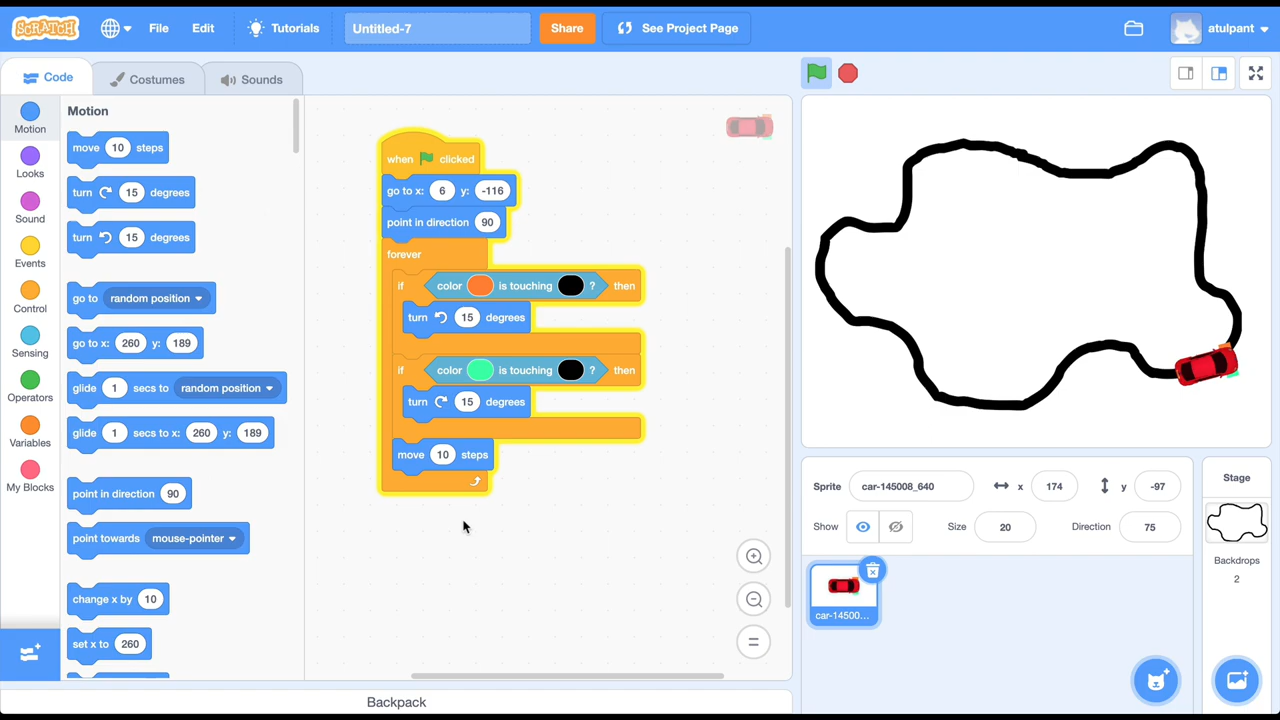 SCRATCH
File
Edit
Tutorials
Untitled-7
Share
See Project Page
atulpant
Code
Costumes
Sounds
Motion
Looks
Sound
Events
Control
Sensing
Operators
Variables
My Blocks
Motion
move 10 steps
turn 15 degrees
turn 15 degrees
go to random position
go to x: 260 y: 189
glide 1 secs to random position
glide 1 secs to x: 260 y: 189
point in direction 90
point towards mouse-pointer
change x by 10
set x to 260
when clicked
go to x: 6 y: -116
point in direction 90
forever
if color is touching ? then
turn 15 degrees
if color is touching ? then
turn 15 degrees
move 10 steps
Backpack
Sprite car-145008_640 x 174 y -97
Show Size 20 Direction 75
car-14500...
Stage
Backdrops
2